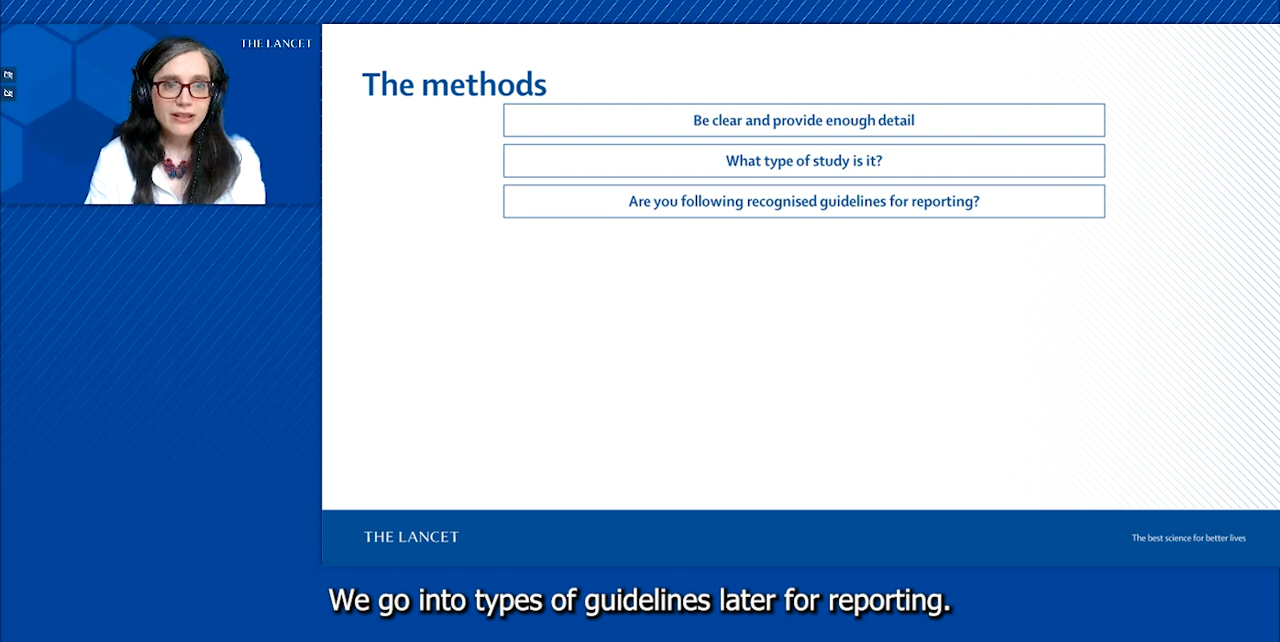 THE LANCET
The methods
Be clear and provide enough detail
What type of study is it?
Are you following recognised guidelines for reporting?
THE LANCET
The best science for better lives
We go into types of guidelines later for reporting.